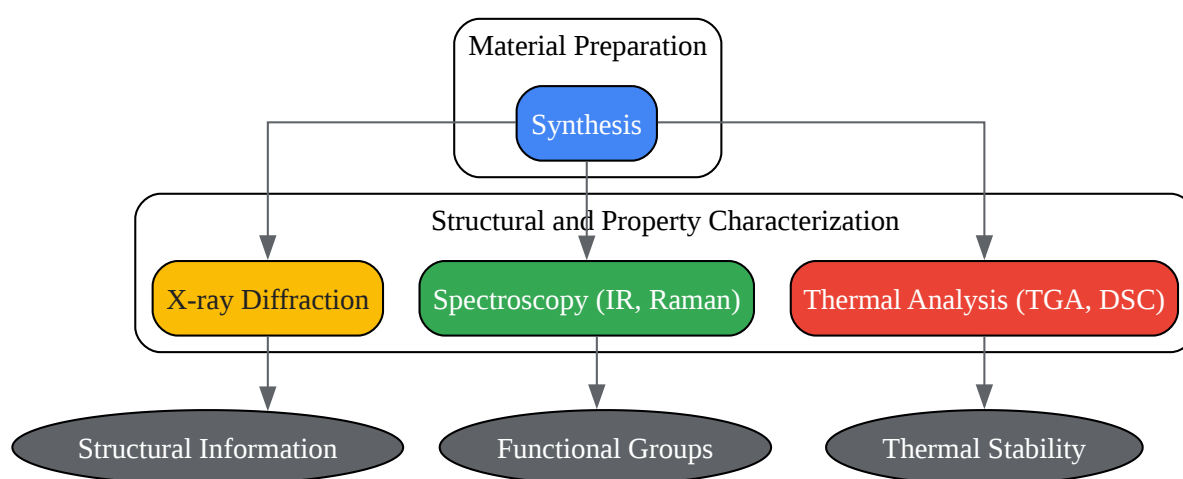 Material Preparation
Synthesis
Structural and Property Characterization
X-ray Diffraction
Spectroscopy (IR, Raman)
Thermal Analysis (TGA, DSC)
Structural Information
Functional Groups
Thermal Stability